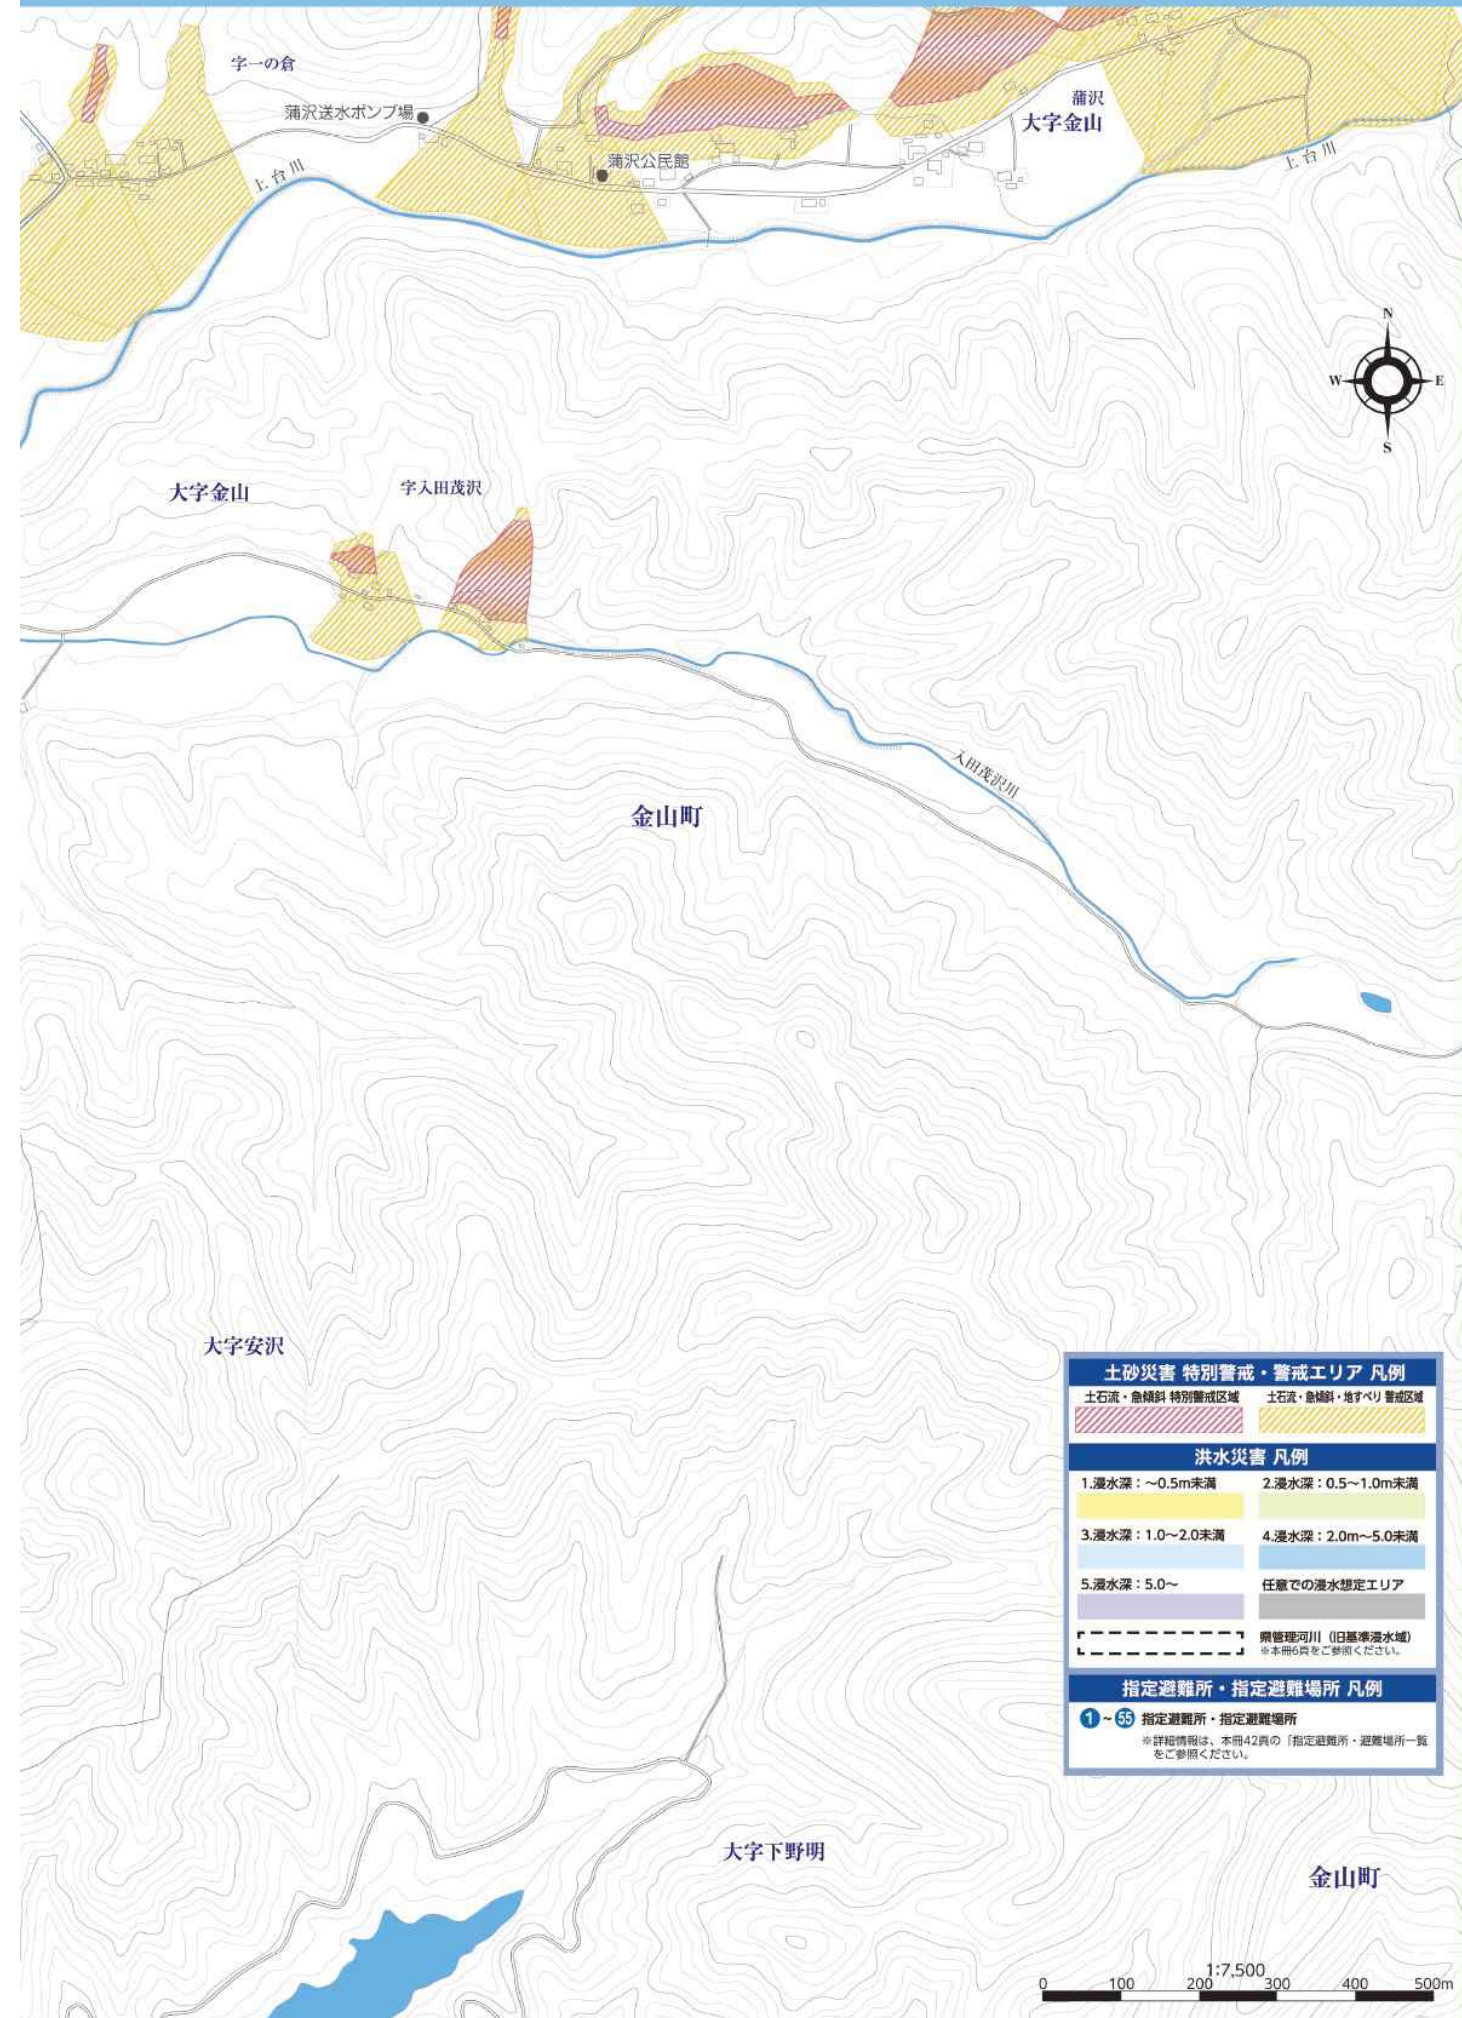 字一の倉
蒲沢送水ポンプ場
蒲沢
大字金山
蒲沢公民館
上台川
上台川
N
W
E
S
大字金山
字入田茂沢
入田茂沢川
金山町
大字安沢
土砂災害 特別警戒・警戒エリア 凡例
土石流・急傾斜 特別警戒区域
土石流・急傾斜・地すべり 警戒区域
洪水災害 凡例
1.浸水深：～0.5m未満
2.浸水深：0.5～1.0m未満
3.浸水深：1.0～2.0未満
4.浸水深：2.0m～5.0未満
5.浸水深：5.0～
任意での浸水想定エリア
県管理河川（旧基準浸水域）
※本冊6頁をご参照ください。
指定避難所・指定避難場所 凡例
1～55 指定避難所・指定避難場所
※詳細情報は、本冊42頁の「指定避難所・避難場所一覧
をご参照ください。
大字下野明
金山町
1:7,500
0 100 200 300 400 500m